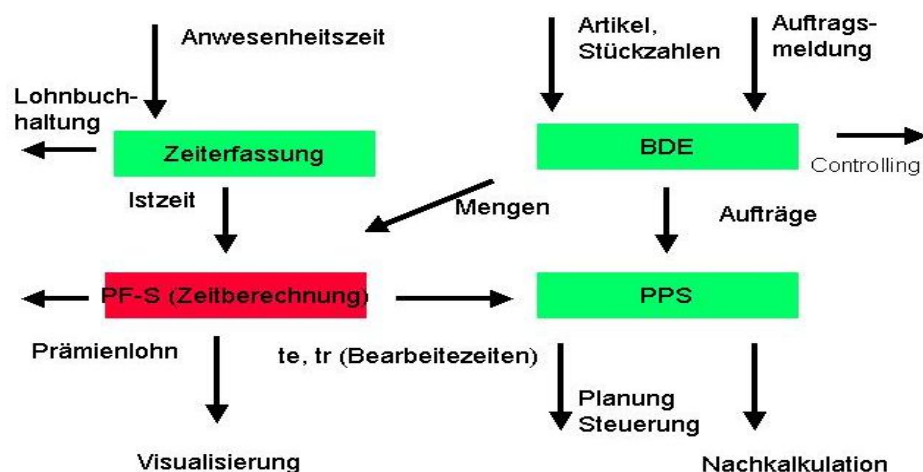 Anwesenheitszeit
Artikel,
Stückzahlen
Auftrags-
meldung
Lohnbuch-
haltung
Zeiterfassung
BDE
Controlling
Istzeit
Mengen
Aufträge
PF-S (Zeitberechnung)
PPS
Prämienlohn
te, tr (Bearbeitezeiten)
Planung
Steuerung
Visualisierung
Nachkalkulation